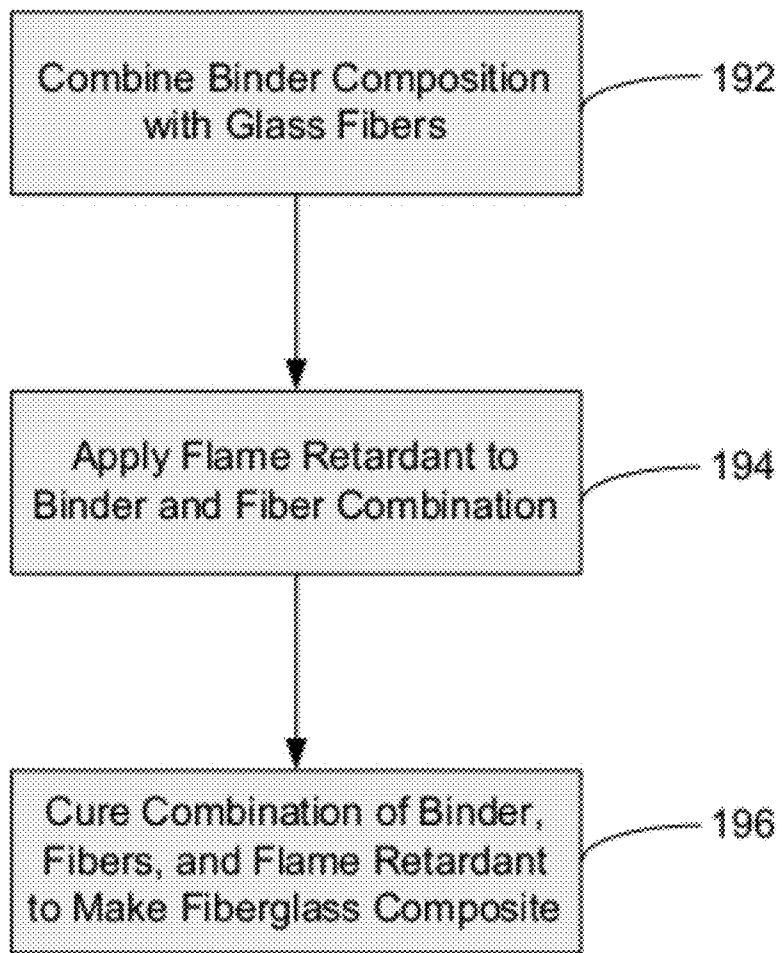 Combine Binder Composition
with Glass Fibers
192
Apply Flame Retardant to
Binder and Fiber Combination
194
Cure Combination of Binder,
Fibers, and Flame Retardant
to Make Fiberglass Composite
196